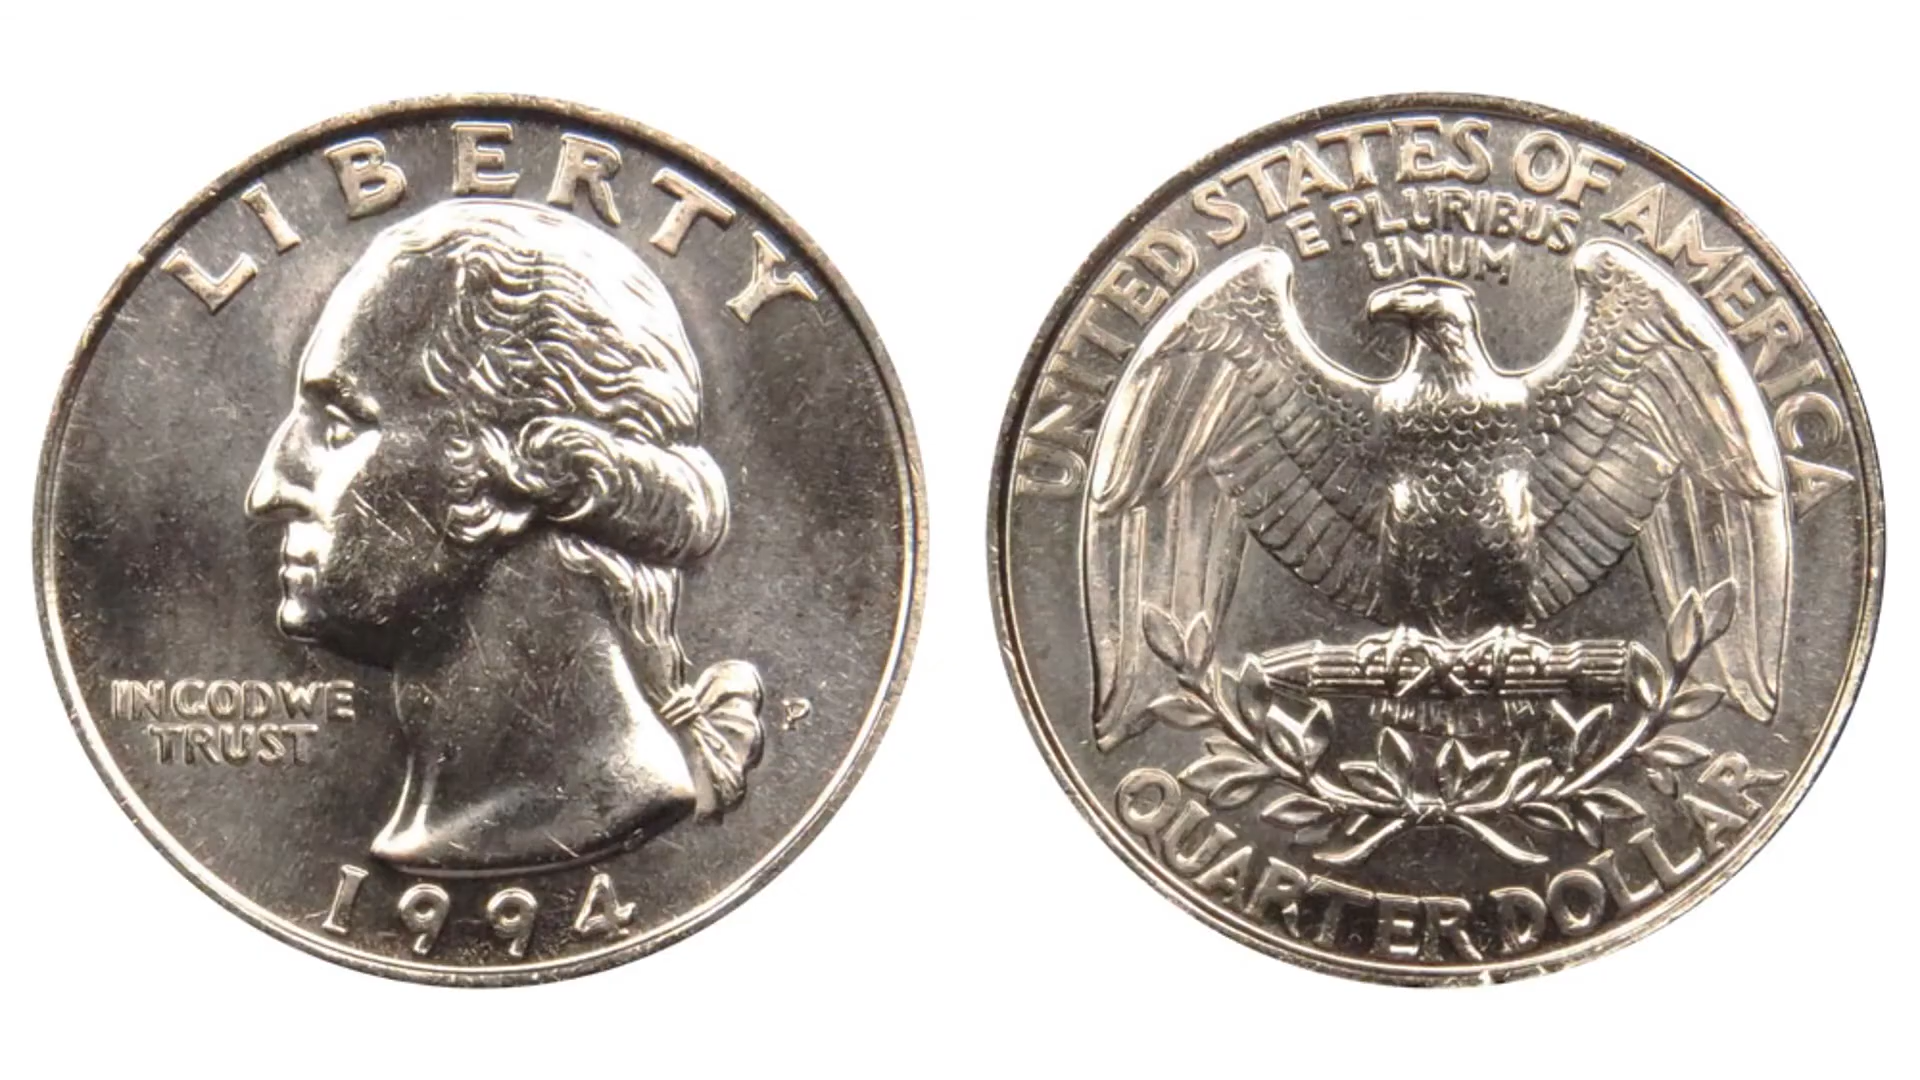 LIBERTY
IN GOD WE
TRUST
P
1994
UNITED STATES OF AMERICA
E PLURIBUS
UNUM
QUARTER DOLLAR